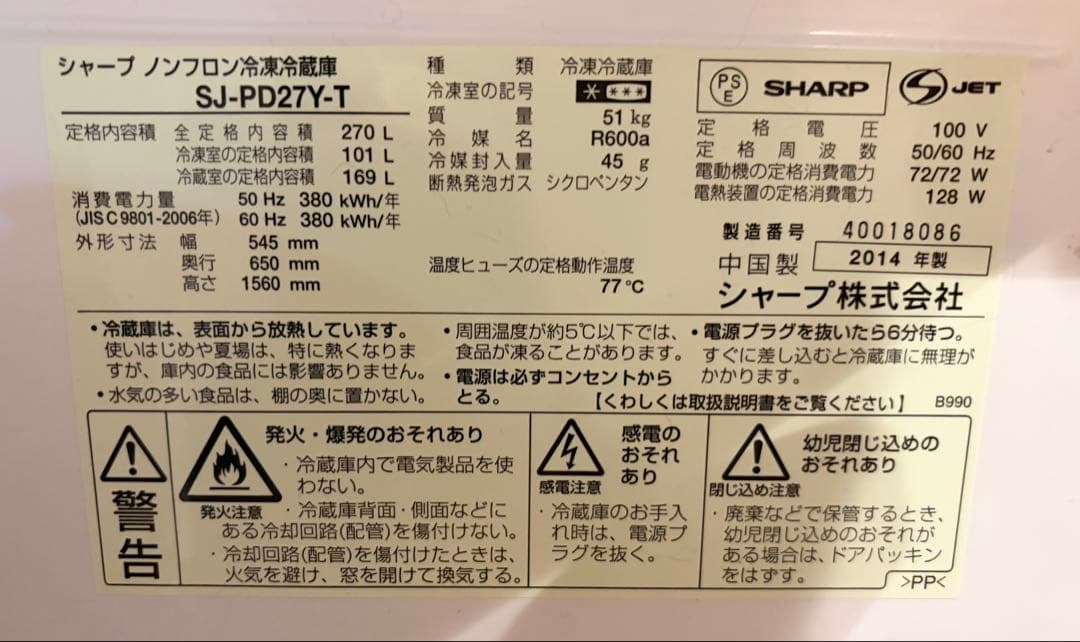 シャープ ノンフロン冷凍冷蔵庫
SJ-PD27Y-T
定格内容積 全定格内容積 270 L
冷凍室の定格内容積 101 L
冷蔵室の定格内容積 169 L
消費電力量 50 Hz 380 kWh/年
(JIS C 9801-2006年) 60 Hz 380 kWh/年
外形寸法 幅 545 mm
奥行 650 mm
高さ 1560 mm
種類 冷凍冷蔵庫
冷凍室の記号 * ***
質量 51 kg
冷媒名 R600a
冷媒封入量 45 g
断熱発泡ガス シクロペンタン
温度ヒューズの定格動作温度
77℃
PS
E
SHARP
JET
定格電圧 100 V
定格周波数 50/60 Hz
電動機の定格消費電力 72/72 W
電熱装置の定格消費電力 128 W
製造番号 40018086
中国製 2014 年製
シャープ株式会社
・冷蔵庫は、表面から放熱しています。
使いはじめや夏場は、特に熱くなりま
すが、庫内の食品には影響ありません。
・水気の多い食品は、棚の奥に置かない。
・周囲温度が約5℃以下では、
食品が凍ることがあります。
・電源は必ずコンセントから
とる。
・電源プラグを抜いたら6分待つ。
すぐに差し込むと冷蔵庫に無理が
かかります。
【くわしくは取扱説明書をご覧ください】 B990
警告
発火注意
発火・爆発のおそれあり
・冷蔵庫内で電気製品を使
わない。
・冷蔵庫背面・側面などに
ある冷却回路(配管)を傷付けない。
・冷却回路(配管)を傷付けたときは、
火気を避け、窓を開けて換気する。
感電注意
感電の
おそれ
あり
・冷蔵庫のお手入
れ時は、電源プ
ラグを抜く。
閉じ込め注意
幼児閉じ込めの
おそれあり
・廃棄などで保管するとき、
幼児閉じ込めのおそれが
ある場合は、ドアパッキン
をはずす。
>PP<